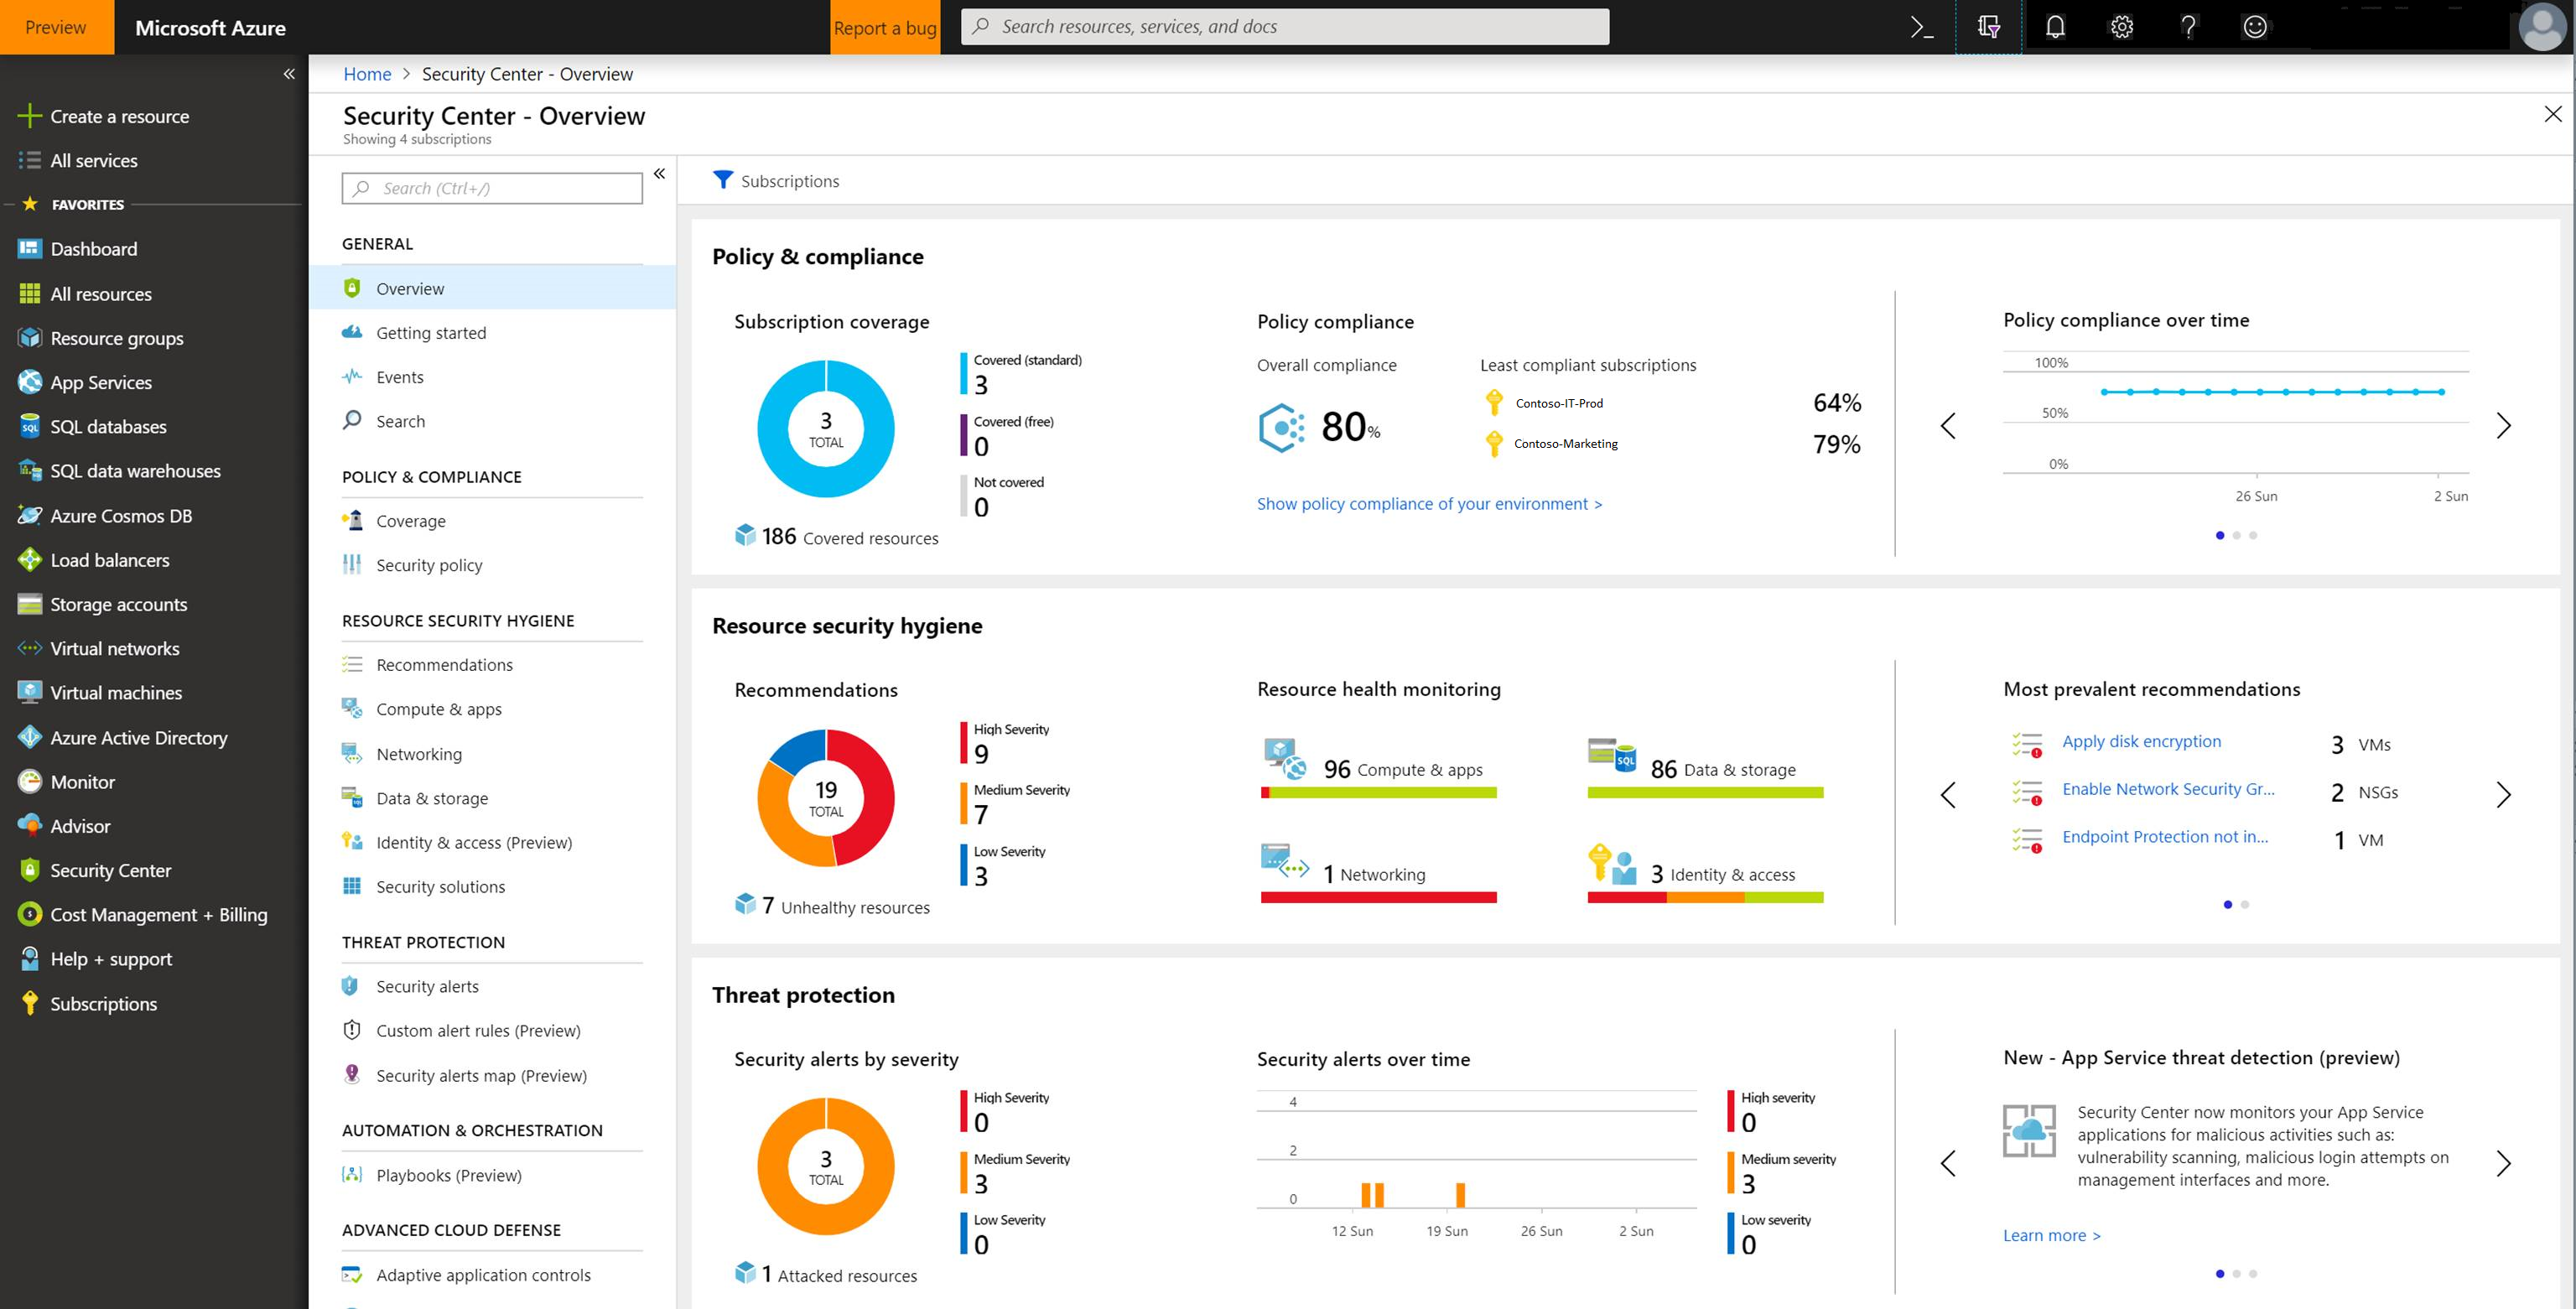 Preview
Microsoft Azure
Report a bug
Search resources, services, and docs
Create a resource
All services
FAVORITES
Dashboard
All resources
Resource groups
App Services
SQL databases
SQL data warehouses
Azure Cosmos DB
Load balancers
Storage accounts
Virtual networks
Virtual machines
Azure Active Directory
Monitor
Advisor
Security Center
Cost Management + Billing
Help + support
Subscriptions
Home > Security Center - Overview
Security Center - Overview
Showing 4 subscriptions
Search (Ctrl+/)
GENERAL
Overview
Getting started
Events
Search
POLICY & COMPLIANCE
Coverage
Security policy
RESOURCE SECURITY HYGIENE
Recommendations
Compute & apps
Networking
Data & storage
Identity & access (Preview)
Security solutions
THREAT PROTECTION
Security alerts
Custom alert rules (Preview)
Security alerts map (Preview)
AUTOMATION & ORCHESTRATION
Playbooks (Preview)
ADVANCED CLOUD DEFENSE
Adaptive application controls
Subscriptions
Policy & compliance
Subscription coverage
3
TOTAL
Covered (standard)
3
Covered (free)
0
Not covered
0
186 Covered resources
Policy compliance
Overall compliance
80%
Least compliant subscriptions
Contoso-IT-Prod 64%
Contoso-Marketing 79%
Show policy compliance of your environment >
Policy compliance over time
100%
50%
0%
26 Sun 2 Sun
Resource security hygiene
Recommendations
19
TOTAL
High Severity
9
Medium Severity
7
Low Severity
3
7 Unhealthy resources
Resource health monitoring
SQL
96 Compute & apps
86 Data & storage
1 Networking
3 Identity & access
Most prevalent recommendations
Apply disk encryption 3 VMs
Enable Network Security Gr... 2 NSGs
Endpoint Protection not in... 1 VM
Threat protection
Security alerts by severity
3
TOTAL
High Severity
0
Medium Severity
3
Low Severity
0
1 Attacked resources
Security alerts over time
4
2
0
12 Sun 19 Sun 26 Sun 2 Sun
High severity
0
Medium severity
3
Low severity
0
New - App Service threat detection (preview)
Security Center now monitors your App Service
applications for malicious activities such as:
vulnerability scanning, malicious login attempts on
management interfaces and more.
Learn more >